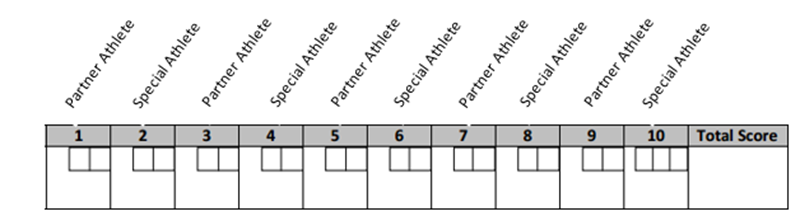 Partner Athlete Special Athlete Partner Athlete Special Athlete Partner Athlete Special Athlete Partner Athlete Special Athlete Partner Athlete Special Athlete
1 2 3 4 5 6 7 8 9 10 Total Score